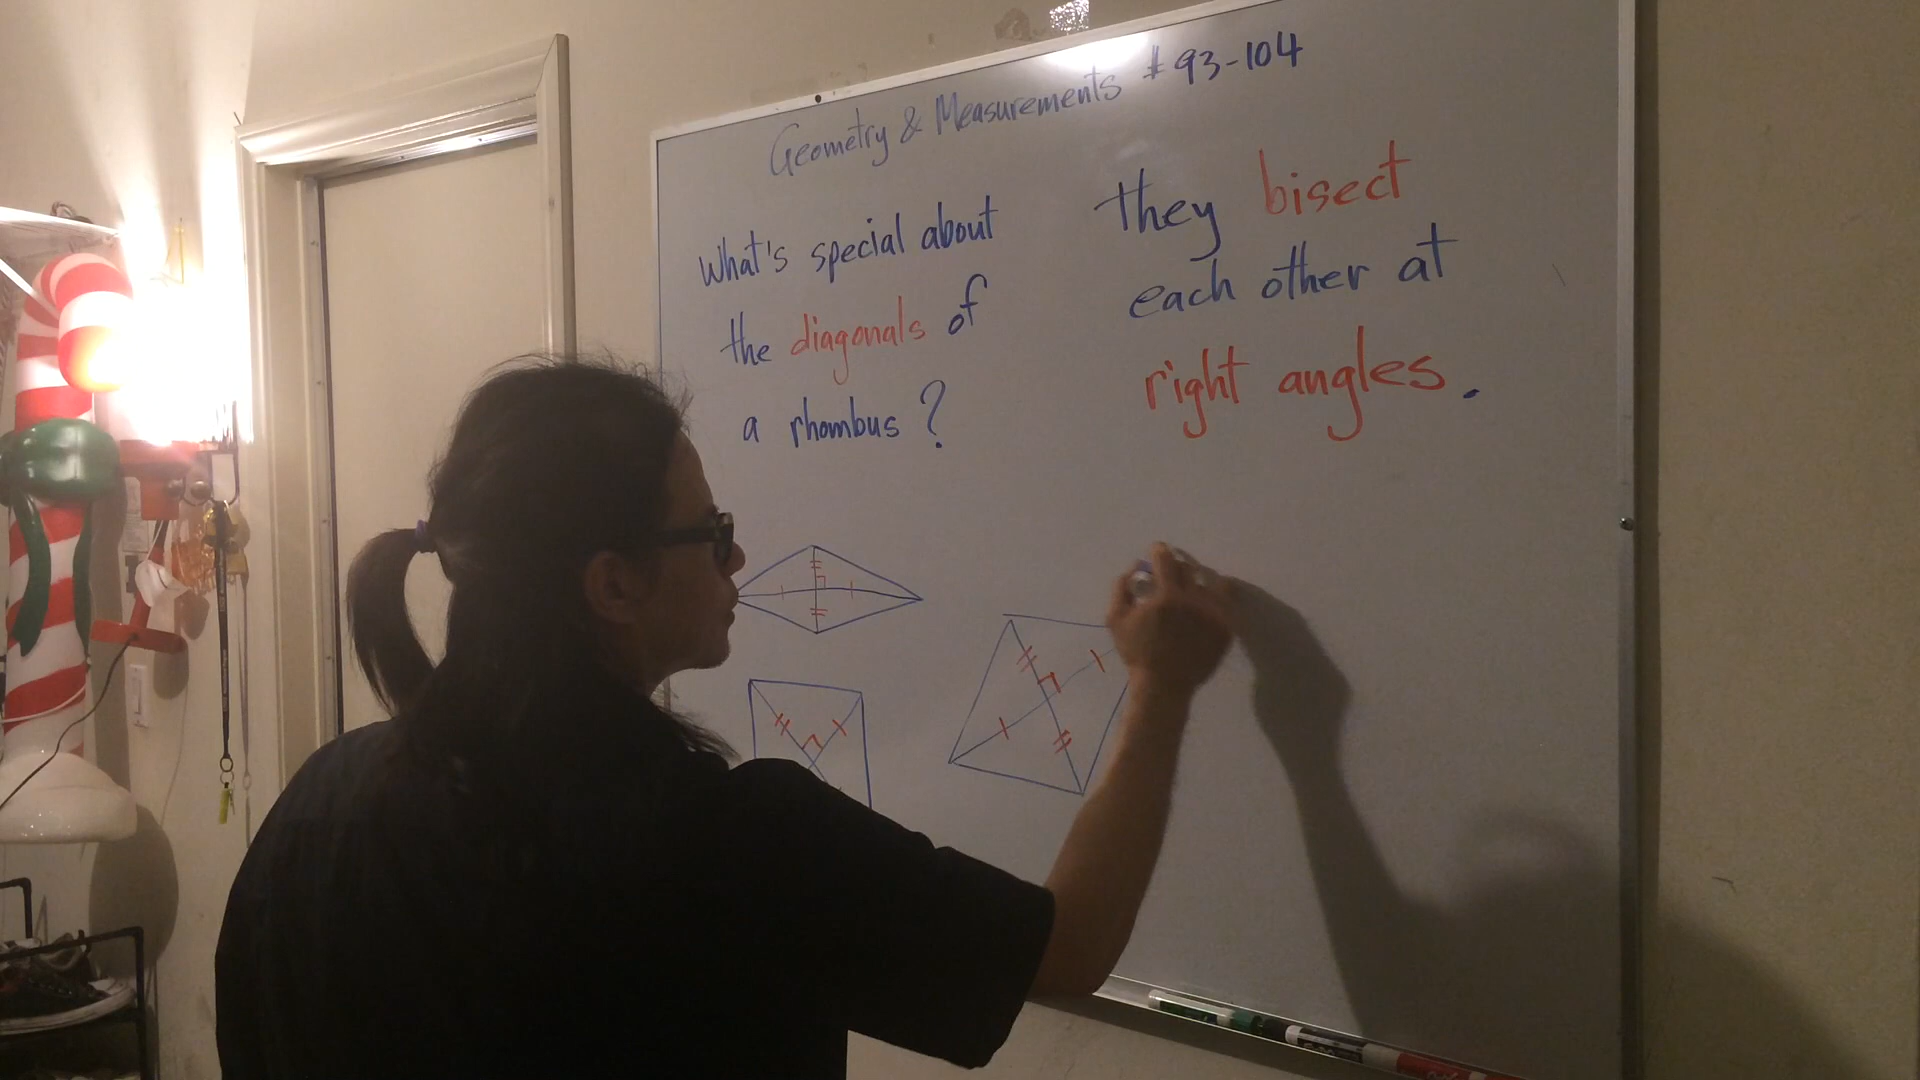 Geometry & Measurements # 93-104
What's special about
the diagonals of
a rhombus ?
they bisect
each other at
right angles.